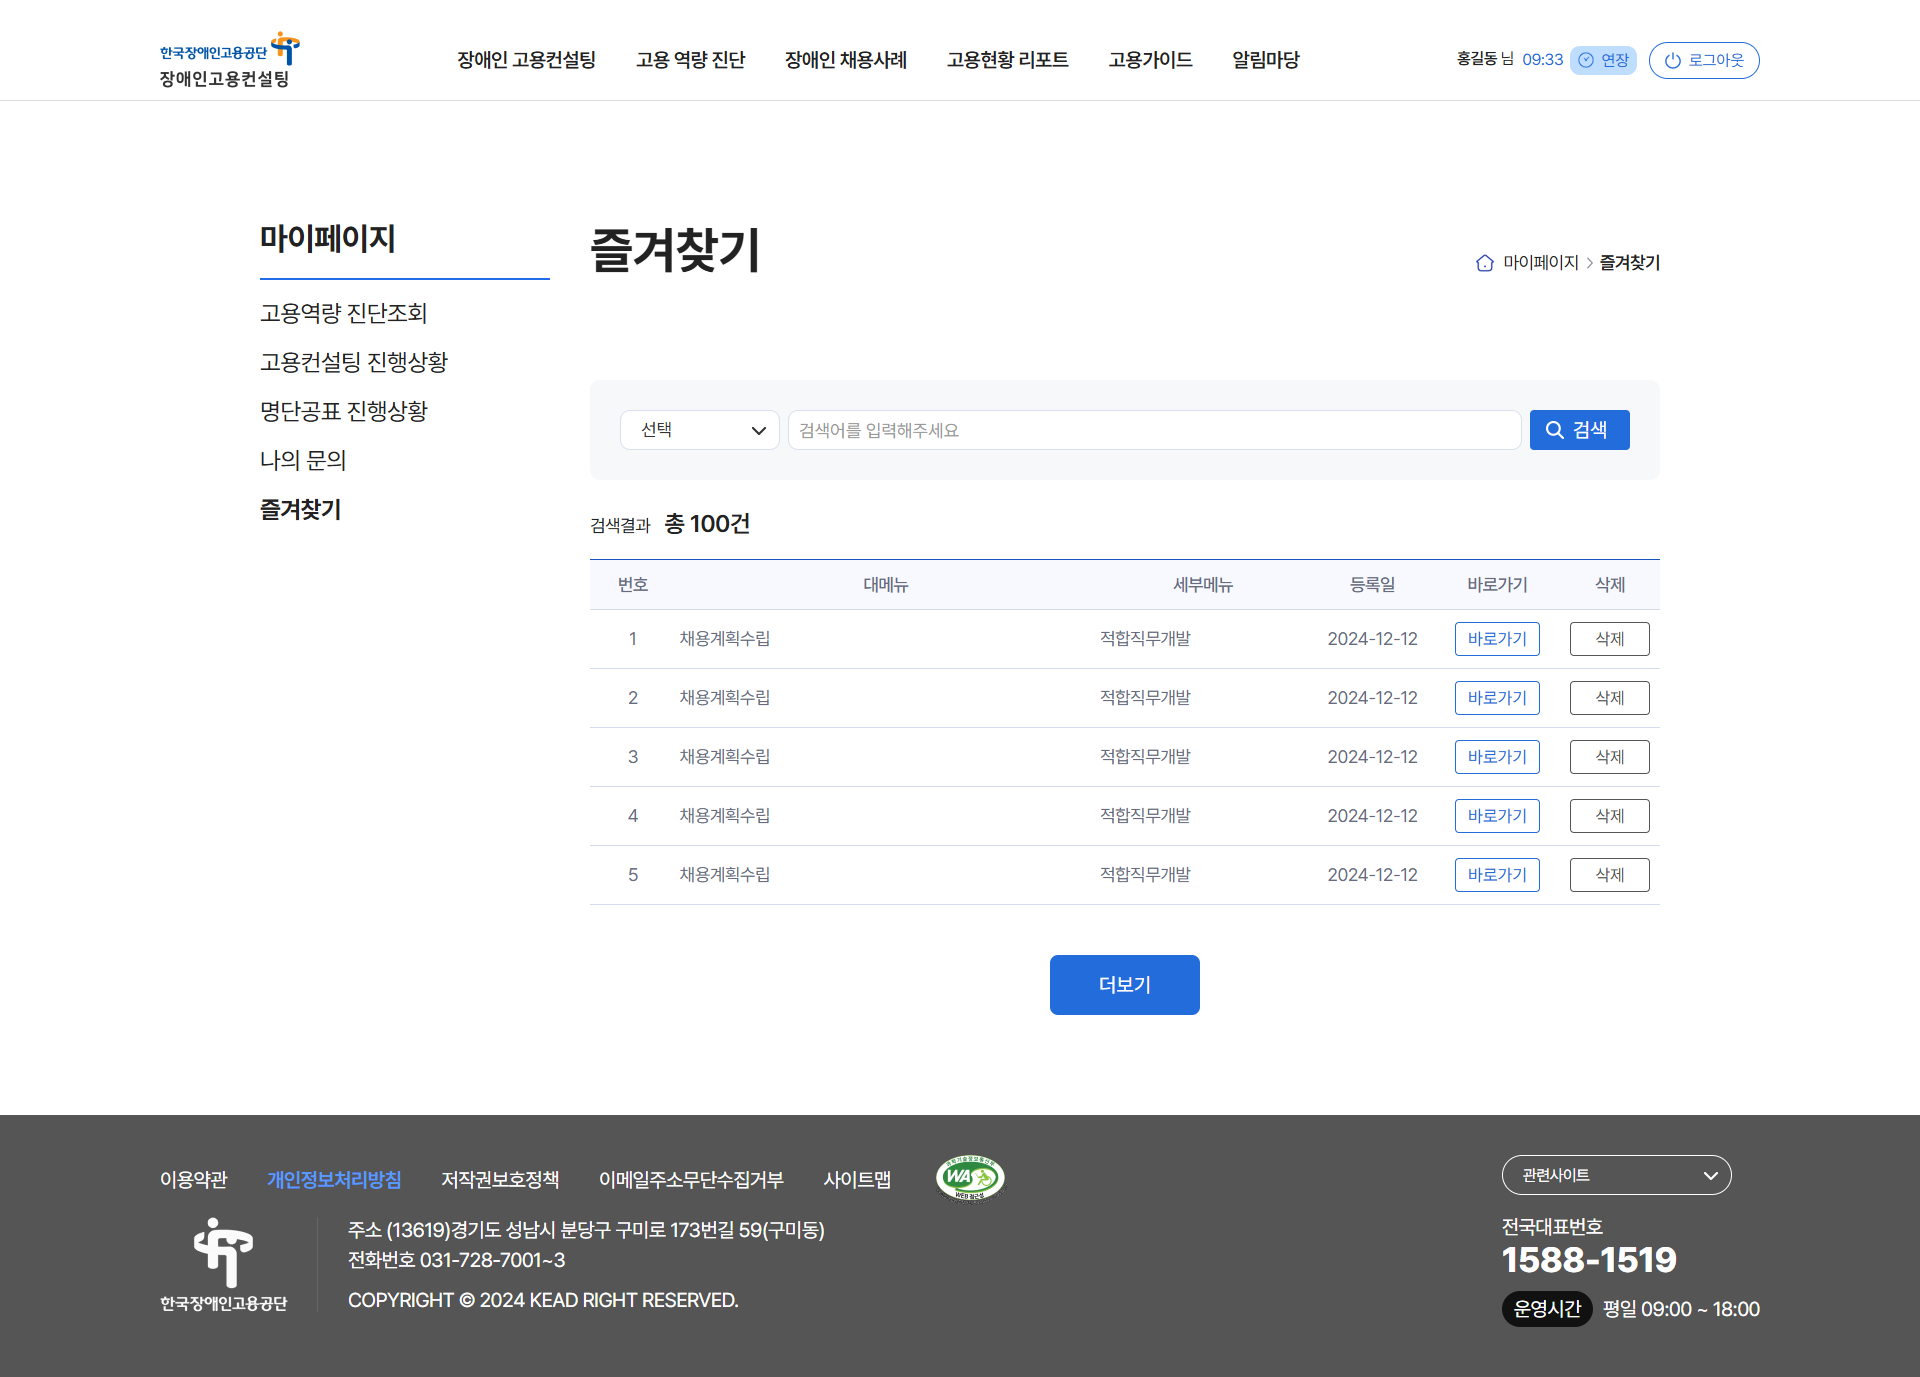 한국장애인고용공단
장애인고용컨설팅
장애인 고용컨설팅 고용 역량 진단 장애인 채용사례 고용현황 리포트 고용가이드 알림마당
홍길동 님 09:33 연장 로그아웃
마이페이지
고용역량 진단조회
고용컨설팅 진행상황
명단공표 진행상황
나의 문의
즐겨찾기
즐겨찾기
마이페이지 > 즐겨찾기
선택 검색어를 입력해주세요 검색
검색결과 총 100건
번호 대메뉴 세부메뉴 등록일 바로가기 삭제
1 채용계획수립 적합직무개발 2024-12-12 바로가기 삭제
2 채용계획수립 적합직무개발 2024-12-12 바로가기 삭제
3 채용계획수립 적합직무개발 2024-12-12 바로가기 삭제
4 채용계획수립 적합직무개발 2024-12-12 바로가기 삭제
5 채용계획수립 적합직무개발 2024-12-12 바로가기 삭제
더보기
이용약관 개인정보처리방침 저작권보호정책 이메일주소무단수집거부 사이트맵
WA
WEB 접근성
한국장애인고용공단
주소 (13619)경기도 성남시 분당구 구미로 173번길 59(구미동)
전화번호 031-728-7001~3
COPYRIGHT © 2024 KEAD RIGHT RESERVED.
관련사이트
전국대표번호
1588-1519
운영시간 평일 09:00 ~ 18:00